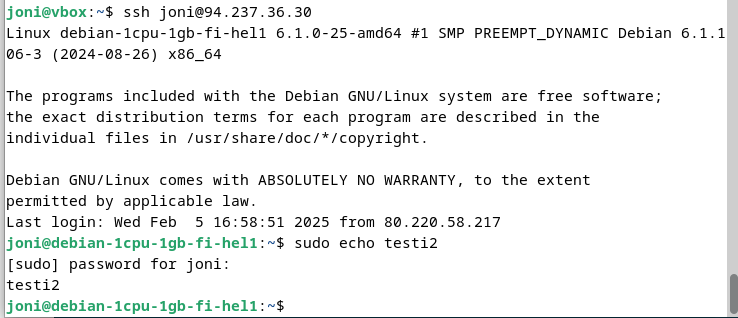 joni@vbox:~$ ssh joni@94.237.36.30
Linux debian-1cpu-1gb-fi-hel1 6.1.0-25-amd64 #1 SMP PREEMPT_DYNAMIC Debian 6.1.1
06-3 (2024-08-26) x86_64

The programs included with the Debian GNU/Linux system are free software;
the exact distribution terms for each program are described in the
individual files in /usr/share/doc/*/copyright.

Debian GNU/Linux comes with ABSOLUTELY NO WARRANTY, to the extent
permitted by applicable law.
Last login: Wed Feb  5 16:58:51 2025 from 80.220.58.217
joni@debian-1cpu-1gb-fi-hel1:~$ sudo echo testi2
[sudo] password for joni:
testi2
joni@debian-1cpu-1gb-fi-hel1:~$